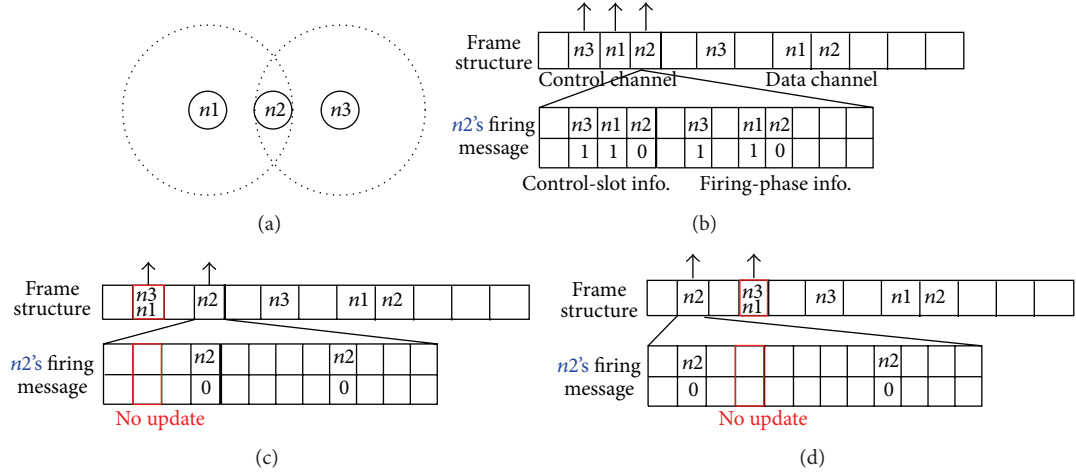 n1 n2 n3
(a)
Frame structure
n3 n1 n2 n3 n1 n2
Control channel Data channel
n2's firing message
n3 n1 n2 n3 n1 n2
1 1 0 1 1 0
Control-slot info. Firing-phase info.
(b)
Frame structure
n3 n1 n2 n3 n1 n2
n2's firing message
n2 n2
0 0
No update
(c)
Frame structure
n2 n3 n1 n3 n1 n2
n2's firing message
n2 n2
0 0
No update
(d)